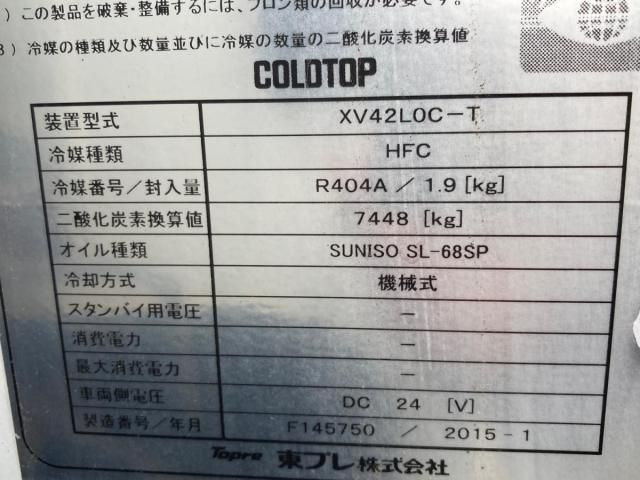 ) この製品を破棄・整備するには、フロン類の回収が必要です。
3) 冷媒の種類及び数量並びに冷媒の数量の二酸化炭素換算値
COLDTOP
装置型式 XV42LOC-T
冷媒種類 HFC
冷媒番号/封入量 R404A / 1.9 [kg]
二酸化炭素換算値 7448 [kg]
オイル種類 SUNISO SL-68SP
冷却方式 機械式
スタンバイ用電圧 -
消費電力 -
最大消費電力 -
車両側電圧 DC 24 [V]
製造番号/年月 F145750 / 2015-1
Topre 東プレ株式会社